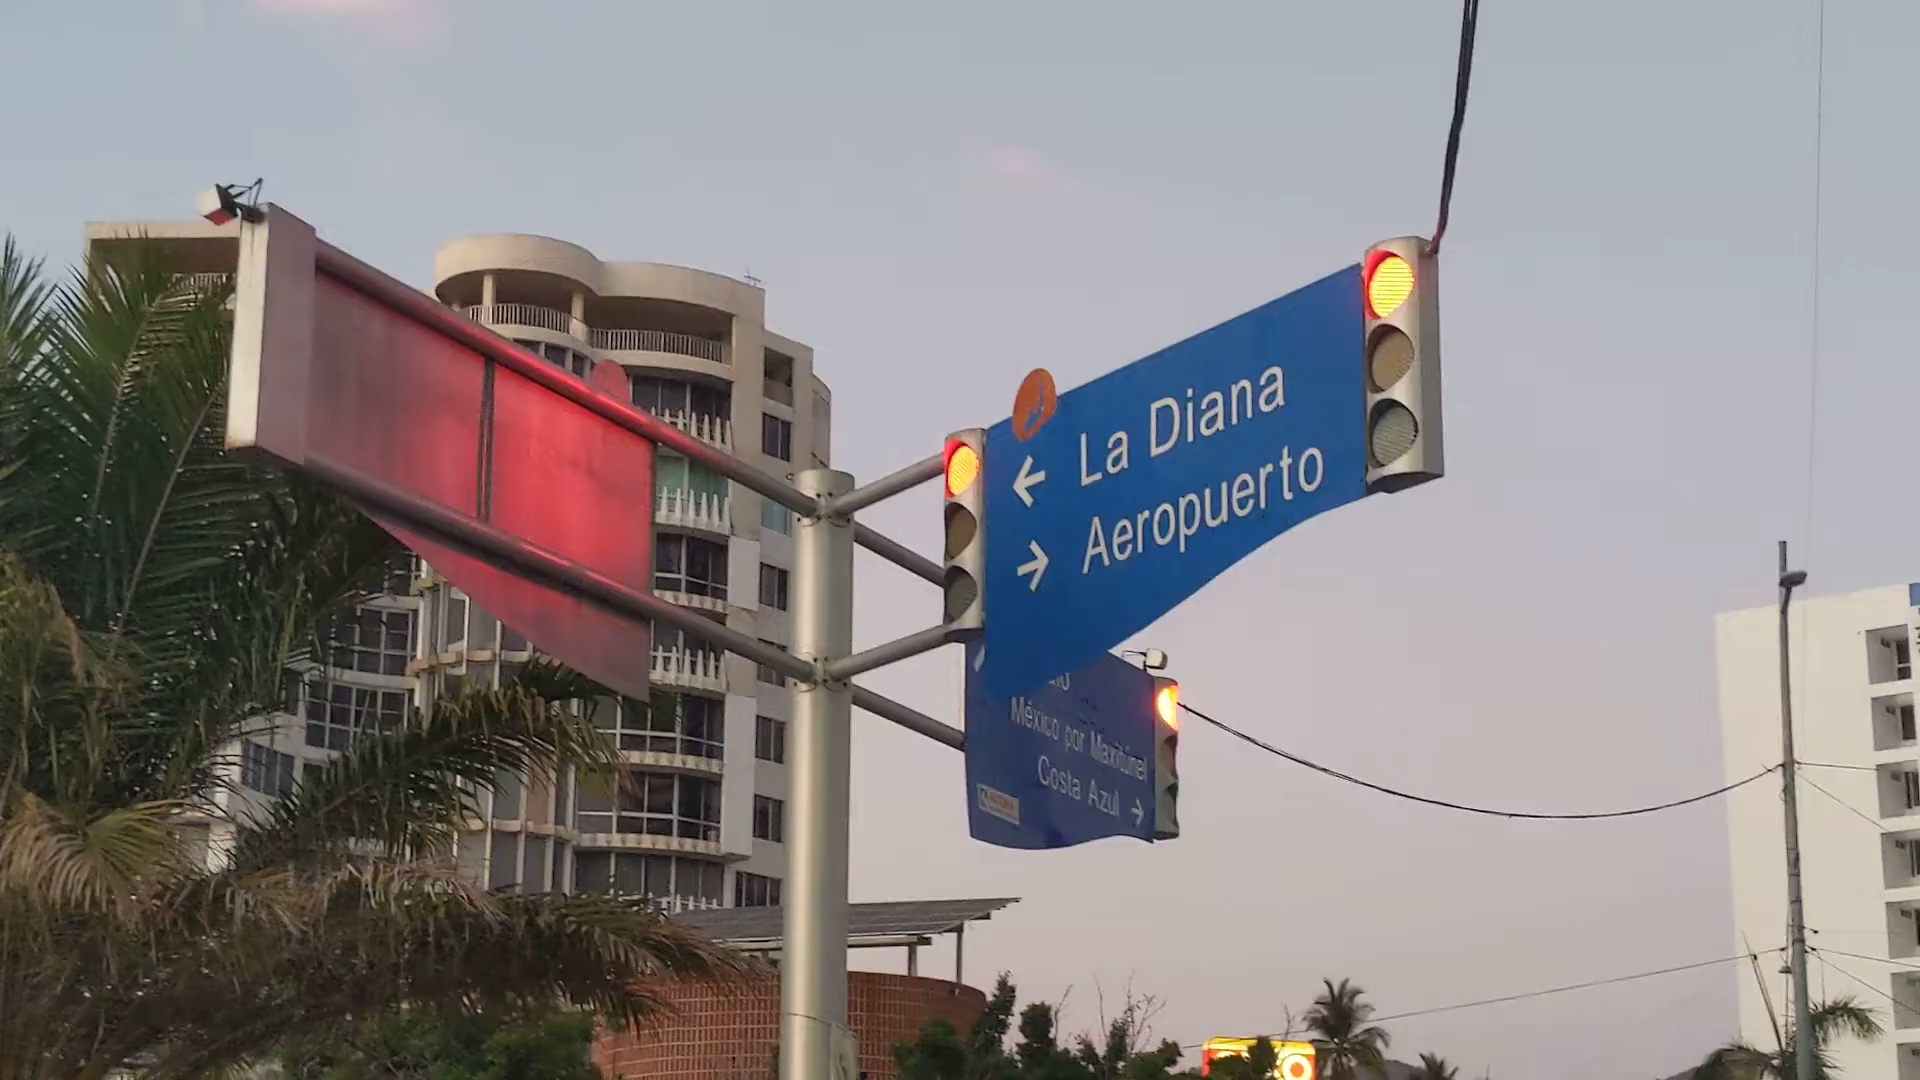 ← La Diana
→ Aeropuerto
México por Maxitúnel
Costa Azul →